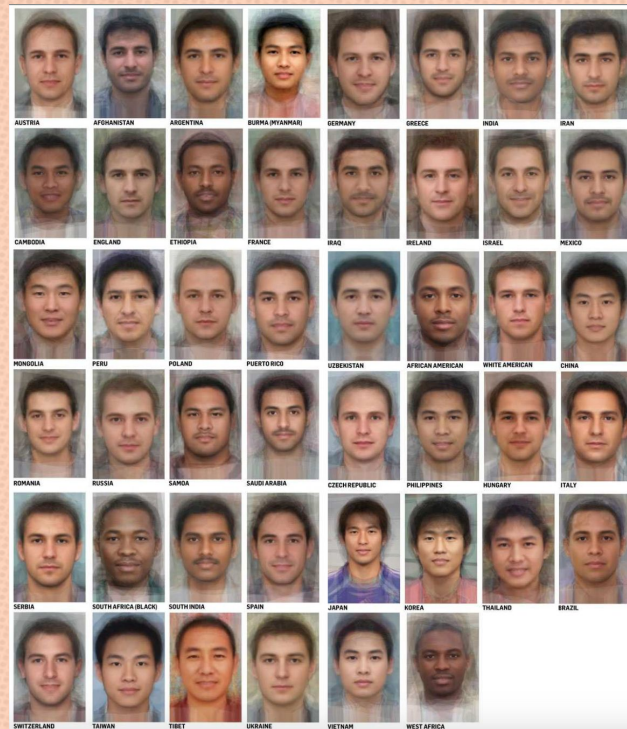 AUSTRIA AFGHANISTAN ARGENTINA BURMA (MYANMAR) GERMANY GREECE INDIA IRAN
CAMBODIA ENGLAND ETHIOPIA FRANCE IRAQ IRELAND ISRAEL MEXICO
MONGOLIA PERU POLAND PUERTO RICO UZBEKISTAN AFRICAN AMERICAN WHITE AMERICAN CHINA
ROMANIA RUSSIA SAMOA SAUDI ARABIA CZECH REPUBLIC PHILIPPINES HUNGARY ITALY
SERBIA SOUTH AFRICA (BLACK) SOUTH INDIA SPAIN JAPAN KOREA THAILAND BRAZIL
SWITZERLAND TAIWAN TIBET UKRAINE VIETNAM WEST AFRICA